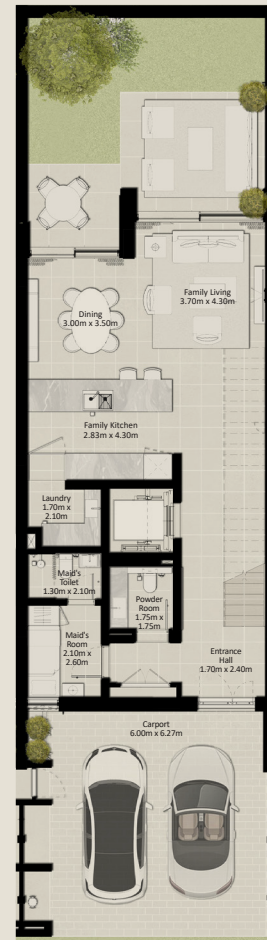 Family Living
3.70m x 4.30m
Dining
3.00m x 3.50m
Family Kitchen
2.83m x 4.30m
Laundry
1.70m x
2.10m
Maid's
Toilet
1.30m x 2.10m
Powder
Room
1.75m x
1.75m
Maid's
Room
2.10m x
2.60m
Entrance
Hall
1.70m x 2.40m
Carport
6.00m x 6.27m